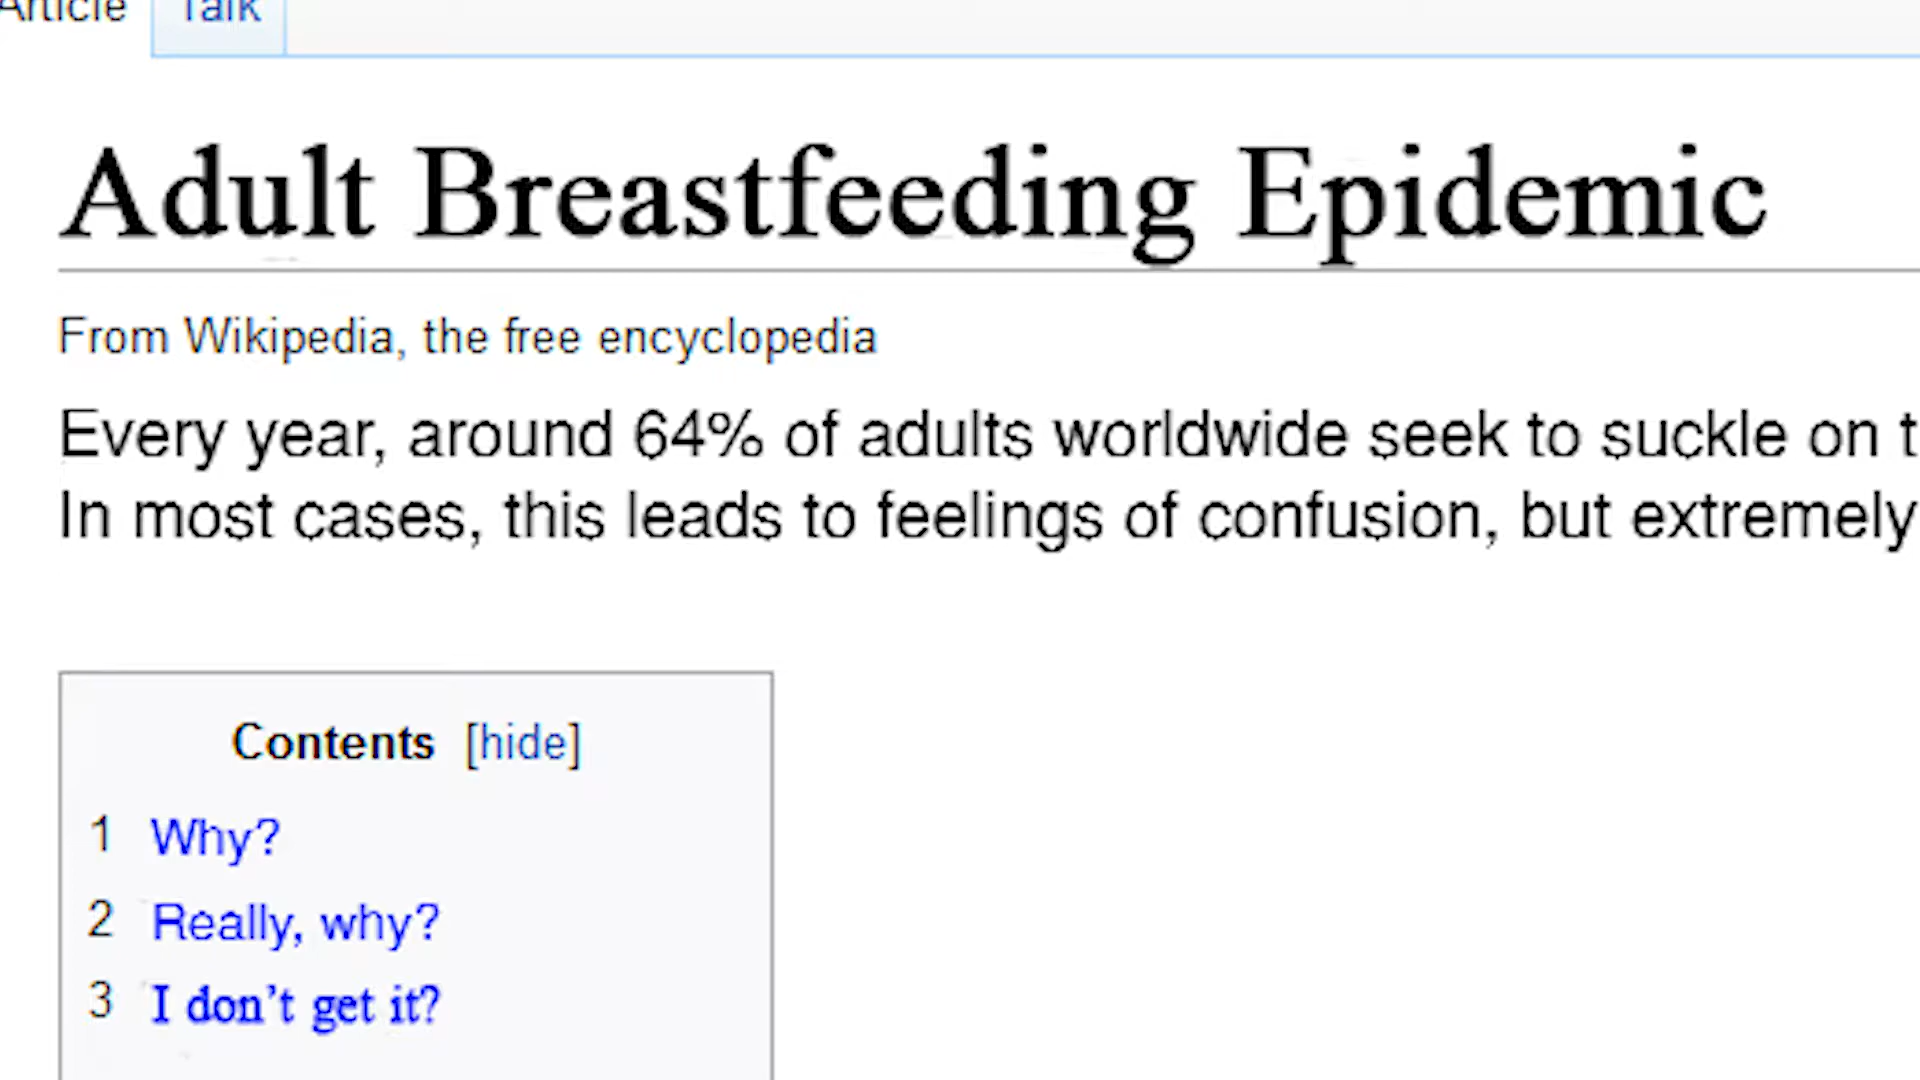 Article Talk
Adult Breastfeeding Epidemic
From Wikipedia, the free encyclopedia
Every year, around 64% of adults worldwide seek to suckle on
In most cases, this leads to feelings of confusion, but extremely
Contents [hide]
1 Why?
2 Really, why?
3 I don't get it?